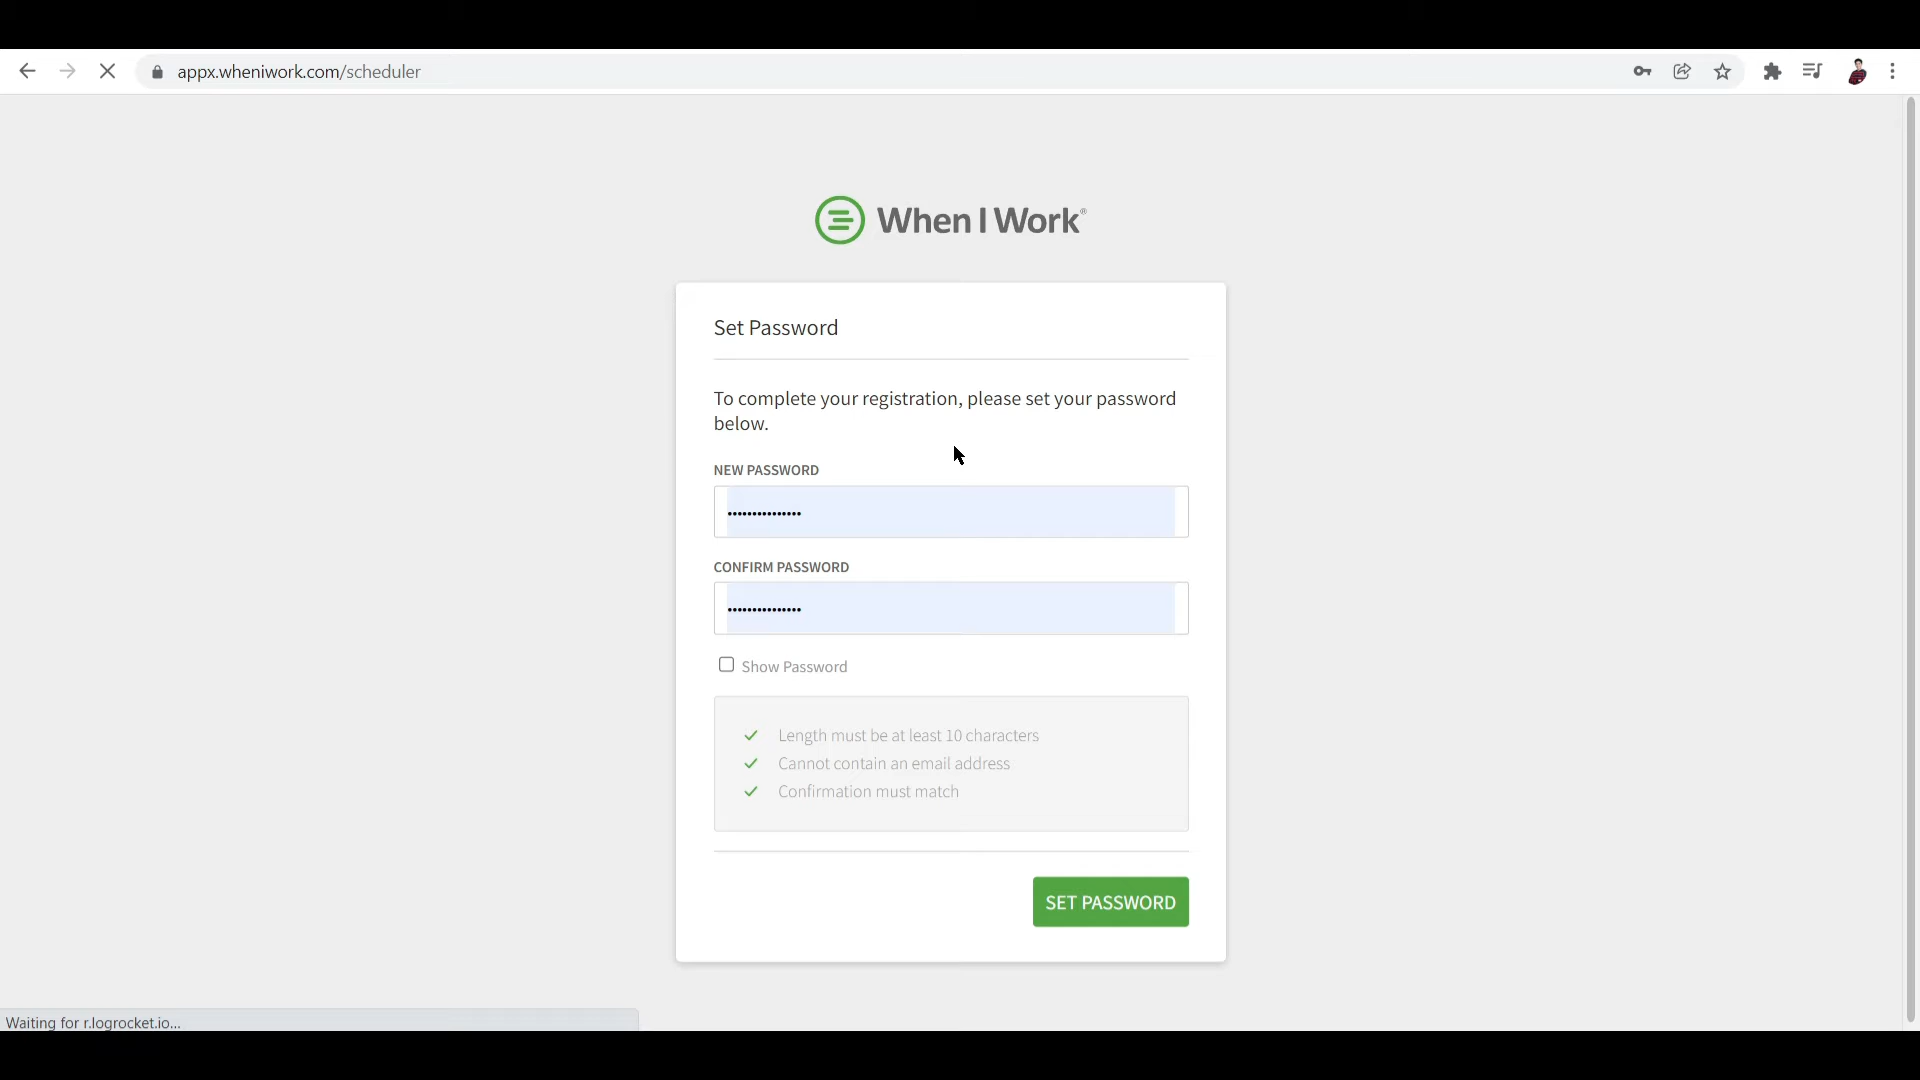 appx.wheniwork.com/scheduler
When I Work®
Set Password
To complete your registration, please set your password
below.
NEW PASSWORD
•••••••••••••••
CONFIRM PASSWORD
•••••••••••••••
Show Password
Length must be at least 10 characters
Cannot contain an email address
Confirmation must match
SET PASSWORD
Waiting for r.logrocket.io...